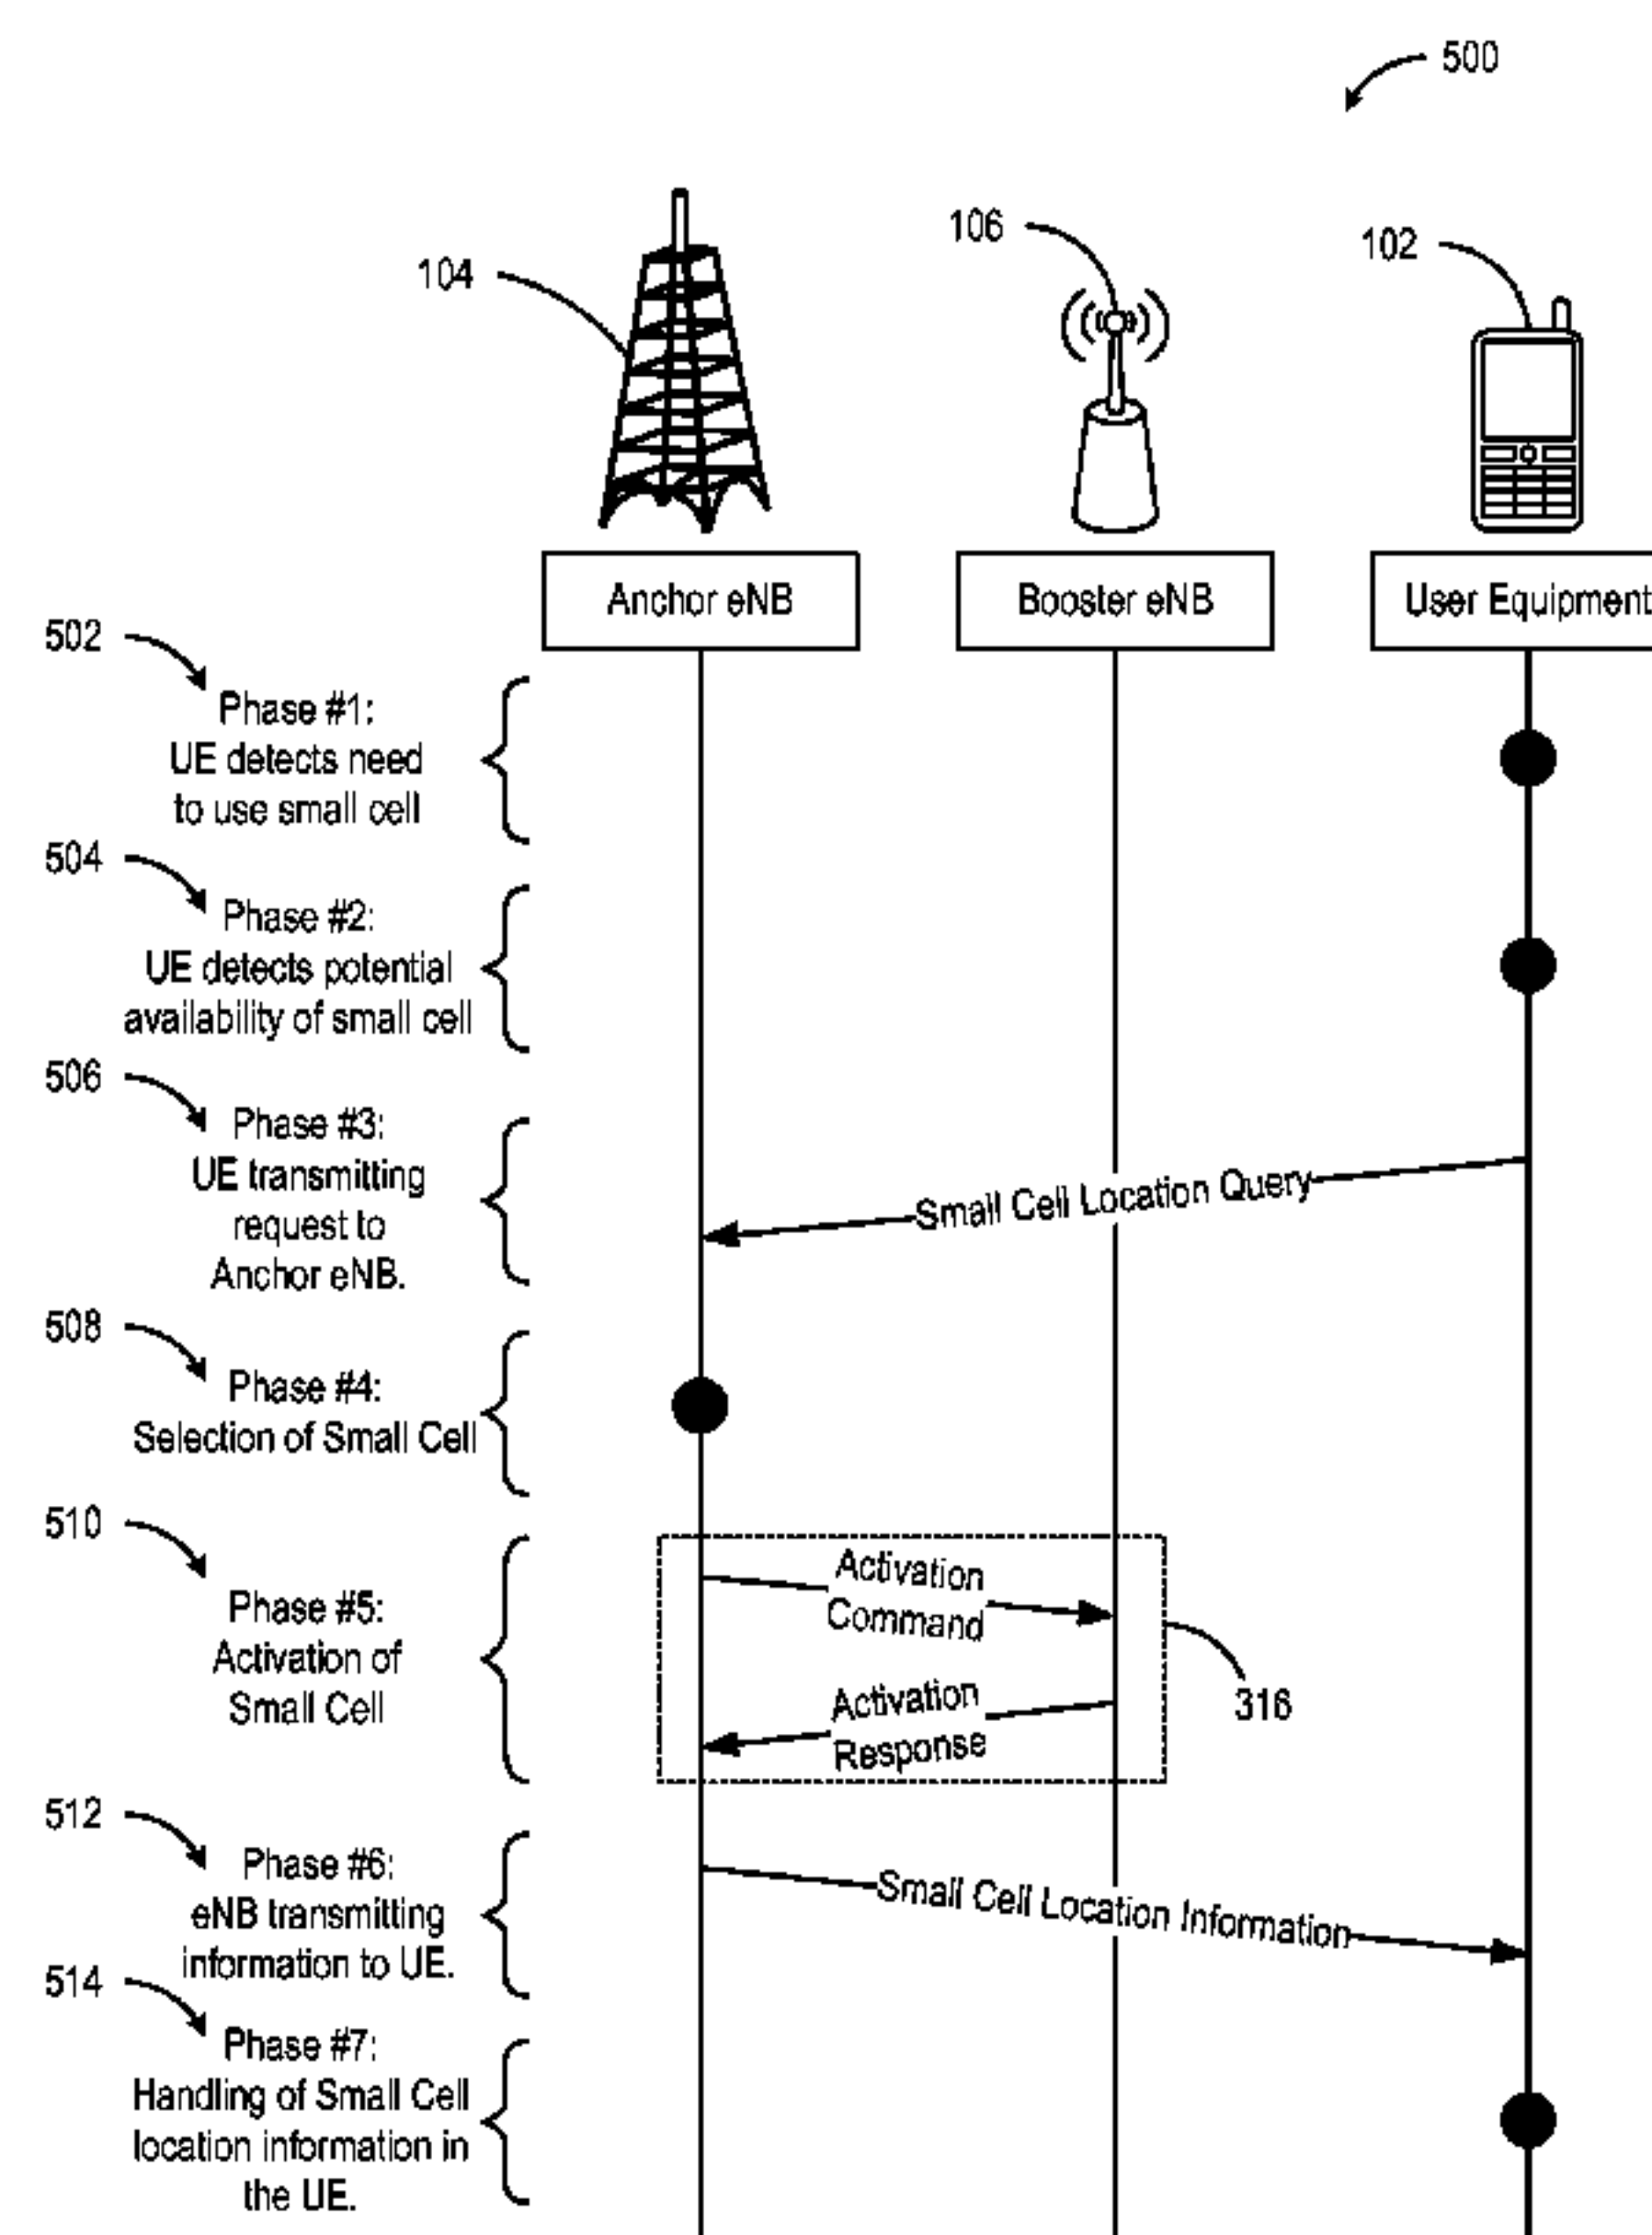 500
104
106
102
Anchor eNB
Booster eNB
User Equipment
502
Phase #1:
UE detects need
to use small cell
504
Phase #2:
UE detects potential
availability of small cell
506
Phase #3:
UE transmitting
request to
Anchor eNB.
Small Cell Location Query
508
Phase #4:
Selection of Small Cell
510
Phase #5:
Activation of
Small Cell
Activation
Command
Activation
Response
316
512
Phase #6:
eNB transmitting
information to UE.
Small Cell Location Information
514
Phase #7:
Handling of Small Cell
location information in
the UE.